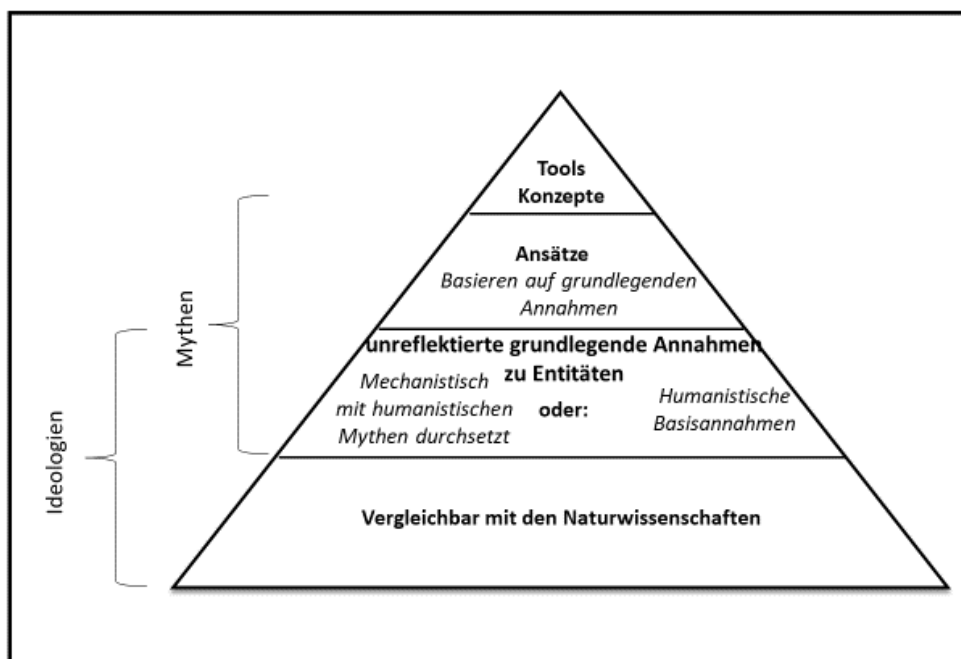 Tools
Konzepte
Ansätze
Basieren auf grundlegenden
Annahmen
unreflektierte grundlegende Annahmen
zu Entitäten
Mechanistisch
mit humanistischen
Mythen durchsetzt
oder:
Humanistische
Basisannahmen
Vergleichbar mit den Naturwissenschaften
Mythen
Ideologien